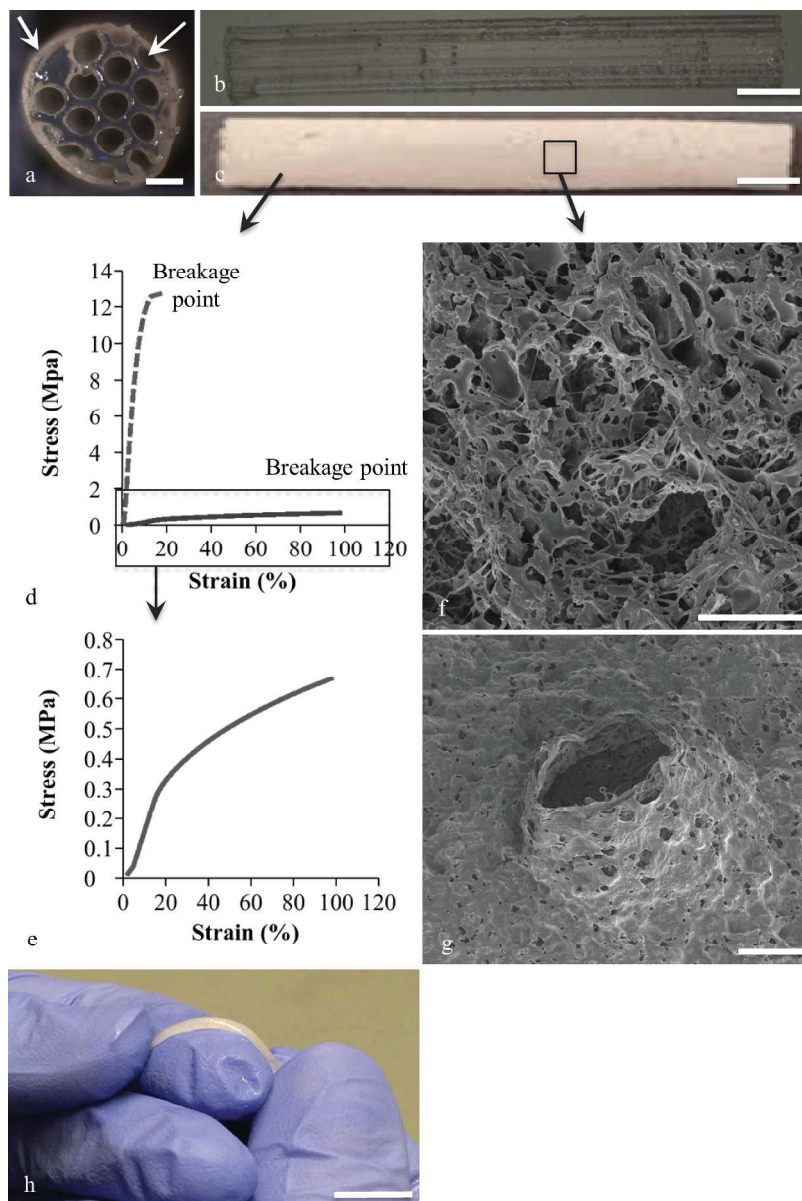 a
b
c
14
12
10
8
6
4
2
0
Stress (Mpa)
Breakage
point
Breakage point
0 20 40 60 80 100 120
Strain (%)
d
f
0.8
0.7
0.6
0.5
0.4
0.3
0.2
0.1
0
Stress (MPa)
0 20 40 60 80 100 120
Strain (%)
e
g
h